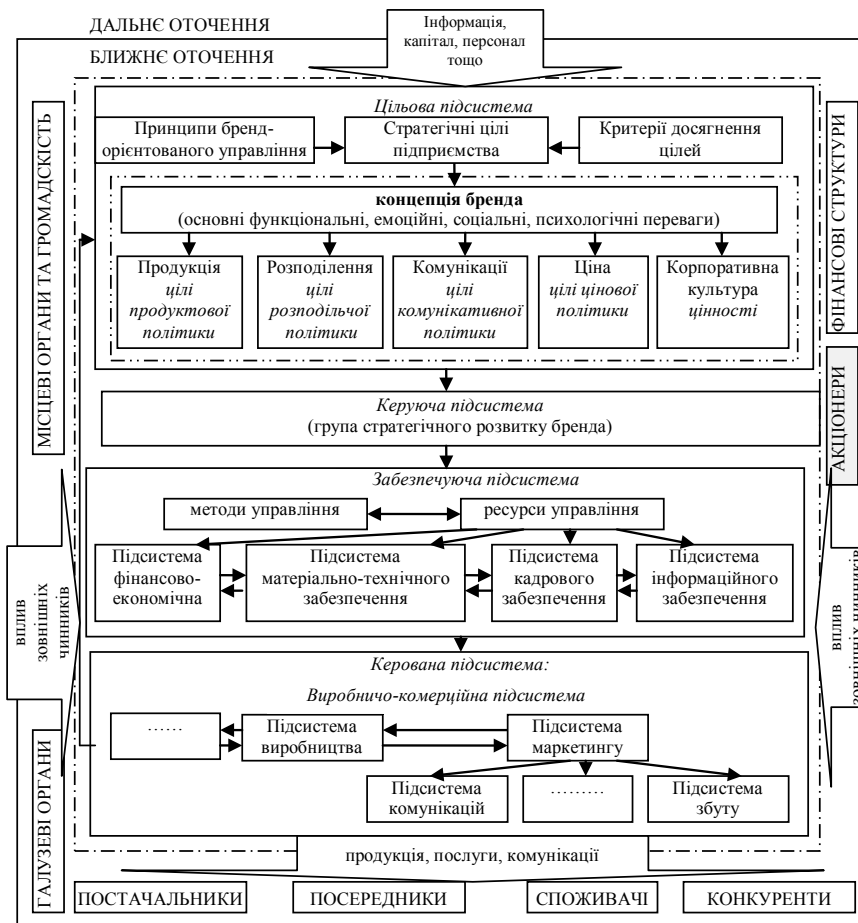 ДАЛЬНЄ ОТОЧЕННЯ
БЛИЖНЄ ОТОЧЕННЯ
Інформація,
капітал, персонал
тощо
МІСЦЕВІ ОРГАНИ ТА ГРОМАДСКІСТЬ
ФІНАНСОВІ СТРУКТУРИ
АКЦІОНЕРИ
Цільова підсистема
Принципи бренд-
орієнтованого управління
Стратегічні цілі
підприємства
Критерії досягнення
цілей
концепція бренда
(основні функціональні, емоційні, соціальні, психологічні переваги)
Продукція
цілі
продуктової
політики
Розподілення
цілі
розподільчої
політики
Комунікації
цілі
комунікативної
політики
Ціна
цілі цінової
політики
Корпоративна
культура
цінності
Керуюча підсистема
(група стратегічного розвитку бренда)
Забезпечуюча підсистема
методи управління
ресурси управління
Підсистема
фінансово-
економічна
Підсистема
матеріально-технічного
забезпечення
Підсистема
кадрового
забезпечення
Підсистема
інформаційного
забезпечення
вплив
зовнішніх
чинників
вплив
зовнішніх чинників
Керована підсистема:
Виробничо-комерційна підсистема
……
Підсистема
виробництва
Підсистема
маркетингу
Підсистема
комунікацій
………
Підсистема
збуту
ГАЛУЗЕВІ ОРГАНИ
продукція, послуги, комунікації
ПОСТАЧАЛЬНИКИ
ПОСЕРЕДНИКИ
СПОЖИВАЧІ
КОНКУРЕНТИ